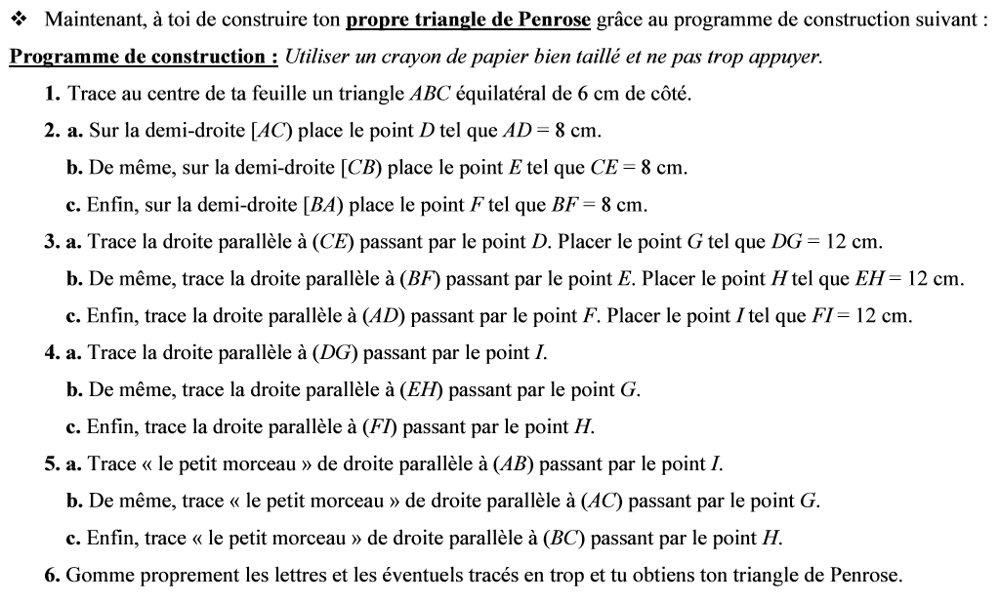 ❖ Maintenant, à toi de construire ton propre triangle de Penrose grâce au programme de construction suivant :
Programme de construction : Utiliser un crayon de papier bien taillé et ne pas trop appuyer.
1. Trace au centre de ta feuille un triangle ABC équilatéral de 6 cm de côté.
2. a. Sur la demi-droite [AC) place le point D tel que AD = 8 cm.
b. De même, sur la demi-droite [CB) place le point E tel que CE = 8 cm.
c. Enfin, sur la demi-droite [BA) place le point F tel que BF = 8 cm.
3. a. Trace la droite parallèle à (CE) passant par le point D. Placer le point G tel que DG = 12 cm.
b. De même, trace la droite parallèle à (BF) passant par le point E. Placer le point H tel que EH = 12 cm.
c. Enfin, trace la droite parallèle à (AD) passant par le point F. Placer le point I tel que FI = 12 cm.
4. a. Trace la droite parallèle à (DG) passant par le point I.
b. De même, trace la droite parallèle à (EH) passant par le point G.
c. Enfin, trace la droite parallèle à (FI) passant par le point H.
5. a. Trace « le petit morceau » de droite parallèle à (AB) passant par le point I.
b. De même, trace « le petit morceau » de droite parallèle à (AC) passant par le point G.
c. Enfin, trace « le petit morceau » de droite parallèle à (BC) passant par le point H.
6. Gomme proprement les lettres et les éventuels tracés en trop et tu obtiens ton triangle de Penrose.